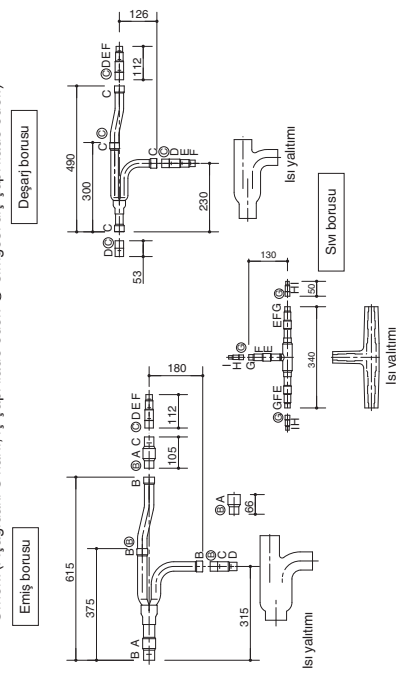 Emiş borusu
615
375
B
B Ⓑ
B A
180
Ⓑ A C
105
Ⓒ D E F
112
B
Ⓑ
C
D
315
Ⓑ A
66
Isı yalıtımı
Deşarj borusu
490
300
C
C Ⓒ
C
D Ⓒ
53
126
Ⓒ D E F
112
C
Ⓒ
D
E
F
230
Isı yalıtımı
Sıvı borusu
130
I
H Ⓖ
G
F
E
Ⓖ
I H
G F E
E F G
Ⓖ
H I
340
50
Isı yalıtımı